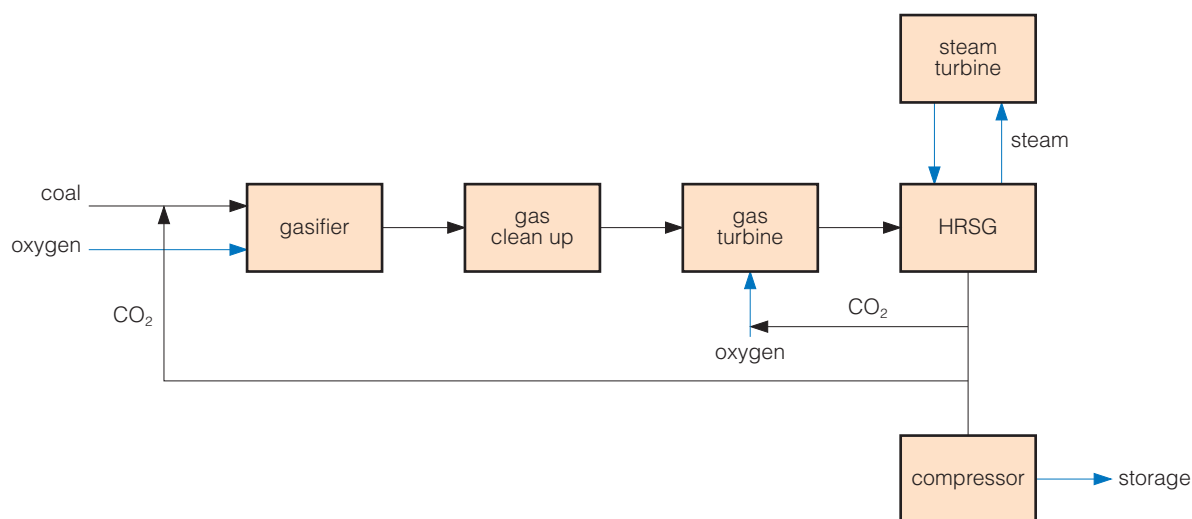 steam
turbine
steam
coal
gasifier
gas
clean up
gas
turbine
HRSG
oxygen
CO₂
CO₂
oxygen
compressor
storage